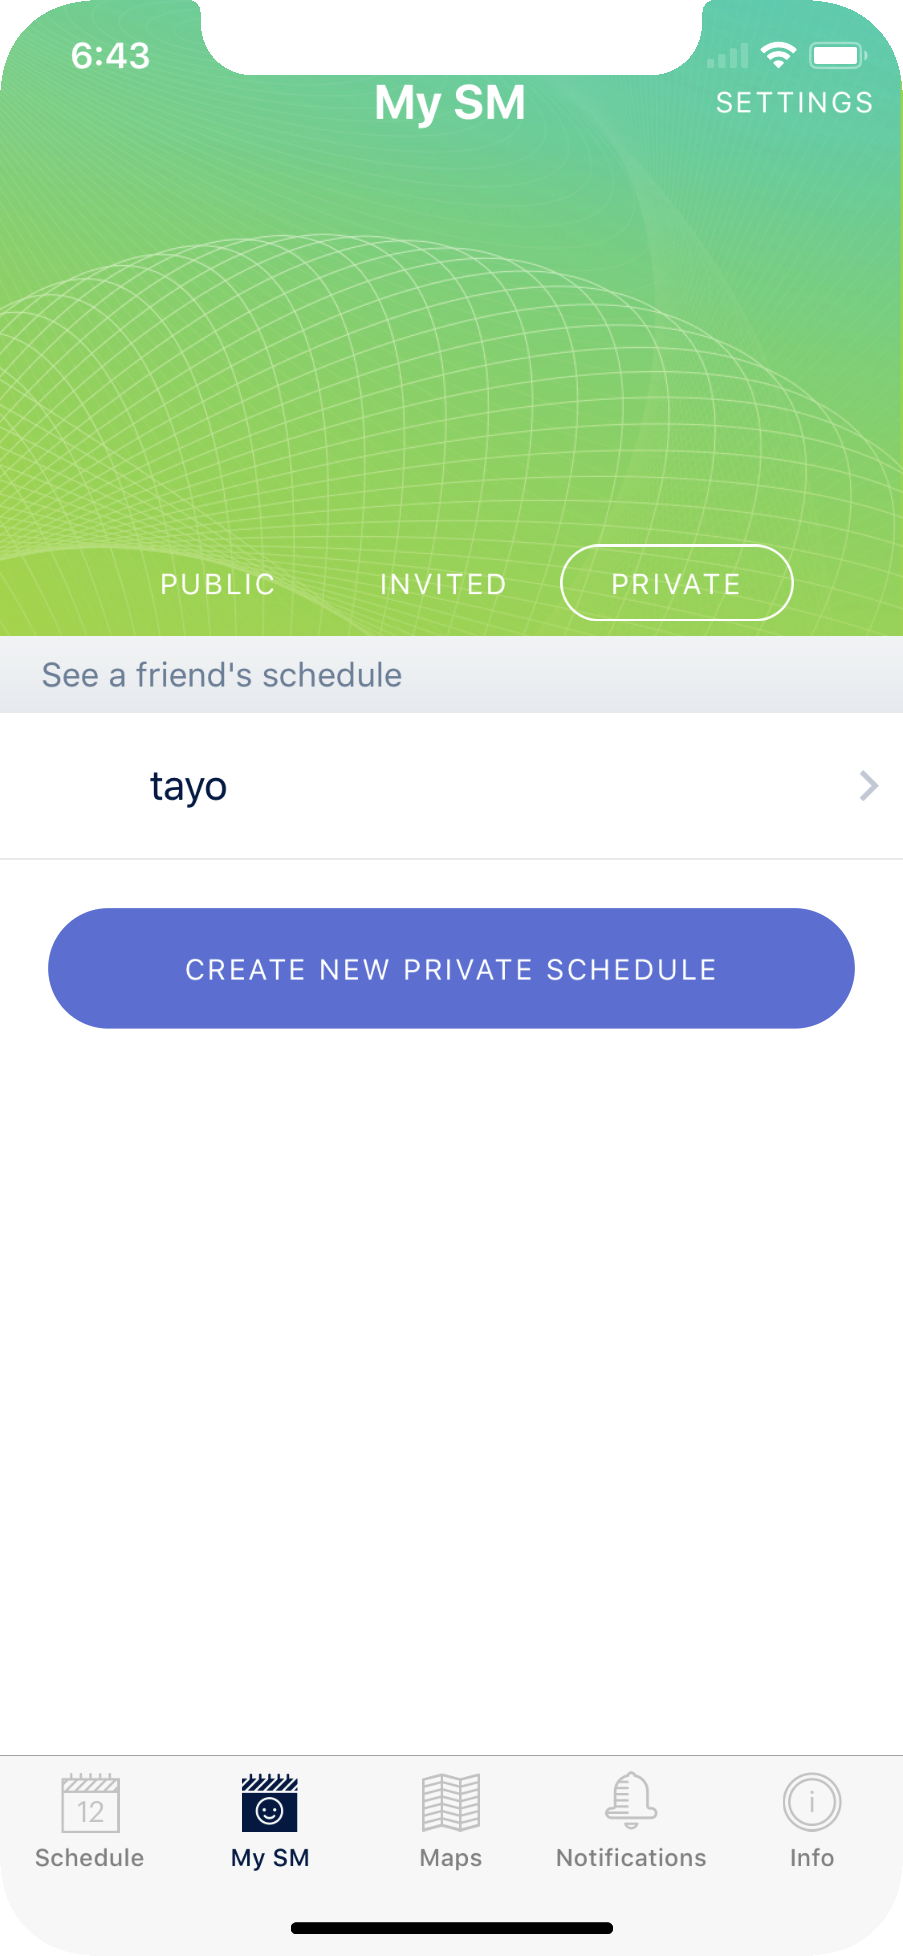 6:43
My SM
SETTINGS
PUBLIC INVITED PRIVATE
See a friend's schedule
tayo
CREATE NEW PRIVATE SCHEDULE
12
Schedule My SM Maps Notifications Info